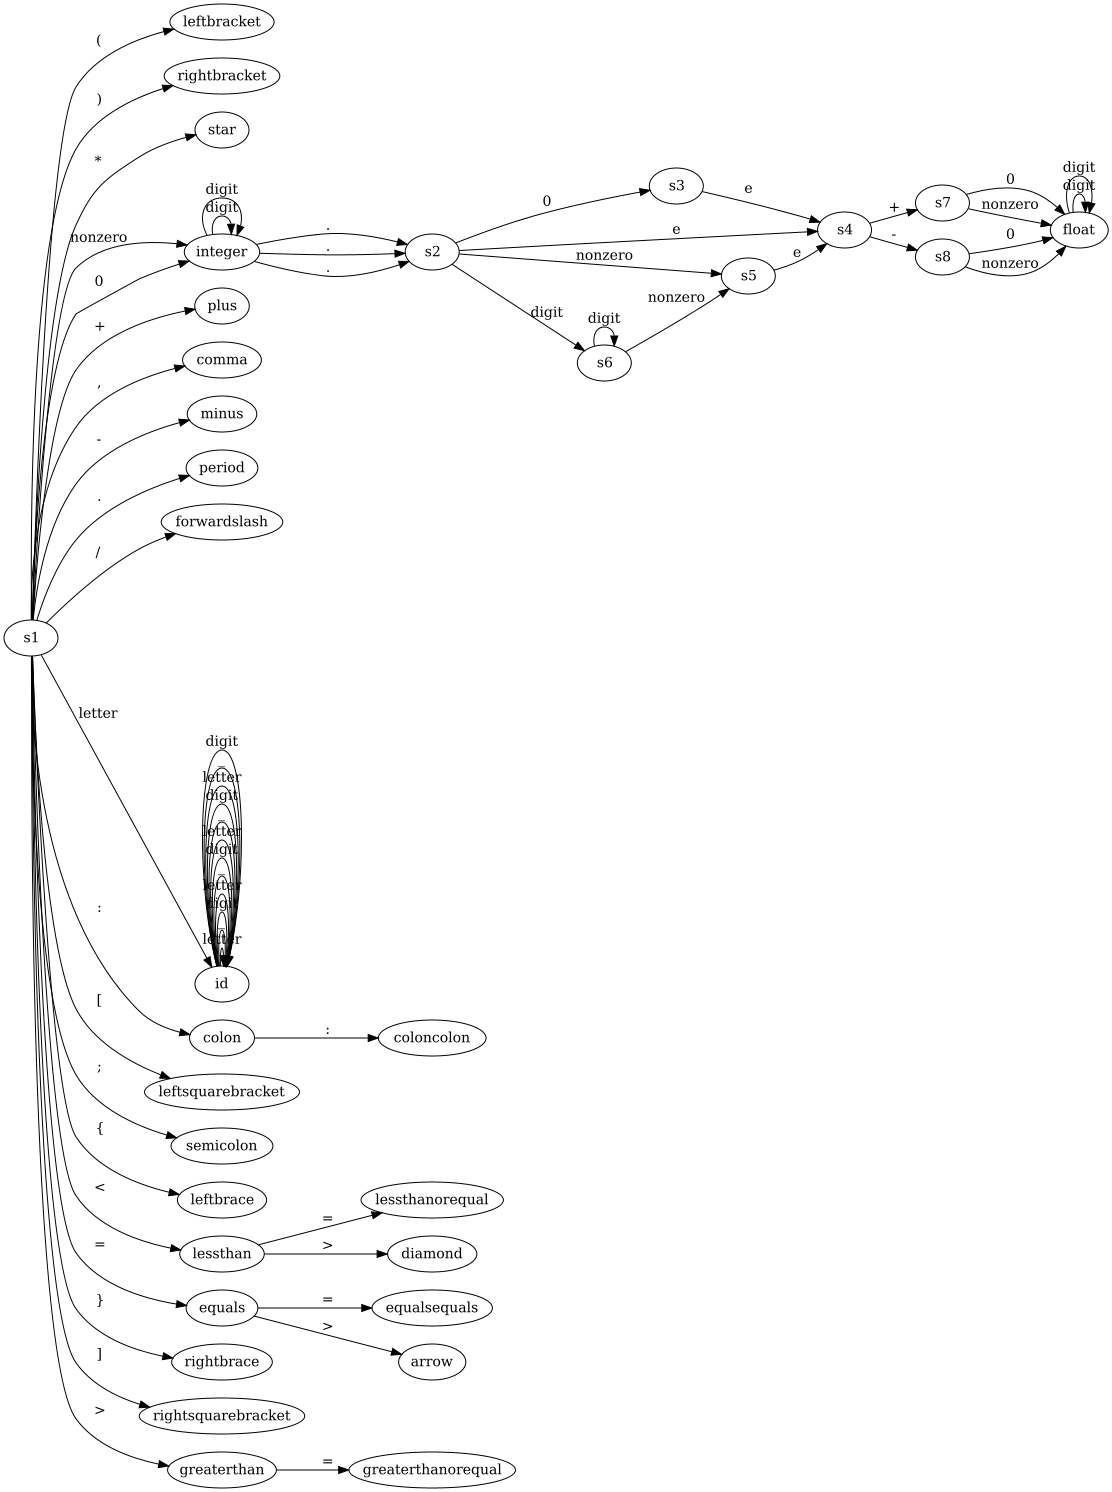 leftbracket
(
rightbracket
)
star
*
digit
digit
nonzero
integer
0
.
.
.
s2
0
e
nonzero
digit
s3
e
s5
e
nonzero
digit
s6
s4
+
-
s7
s8
0
nonzero
0
nonzero
digit
digit
float
plus
+
comma
,
minus
-
period
.
forwardslash
/
s1
letter
digit
_
letter
digit
_
letter
digit
_
letter
digit
_
letter
id
:
colon
:
coloncolon
[
leftsquarebracket
;
semicolon
{
leftbrace
<
lessthan
=
lessthanorequal
>
diamond
=
equals
=
equalsequals
>
arrow
}
rightbrace
]
rightsquarebracket
>
greaterthan
=
greaterthanorequal